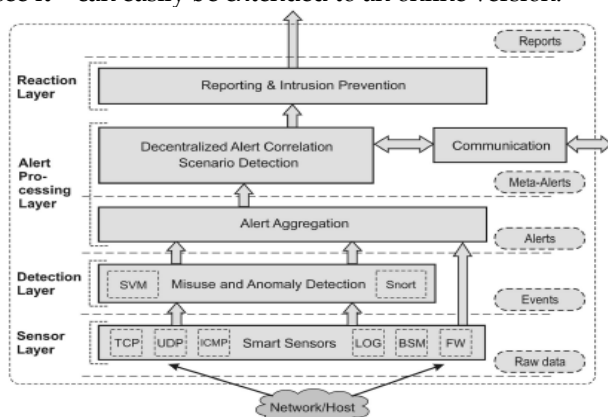 can easily be extended to an online version.
Reports
Reaction
Layer
Reporting & Intrusion Prevention
Decentralized Alert Correlation
Scenario Detection
Communication
Alert
Pro-
cessing
Layer
Meta-Alerts
Alert Aggregation
Alerts
Detection
Layer
SVM Misuse and Anomaly Detection Snort
Events
Sensor
Layer
TCP UDP ICMP Smart Sensors LOG BSM FW
Raw data
Network/Host